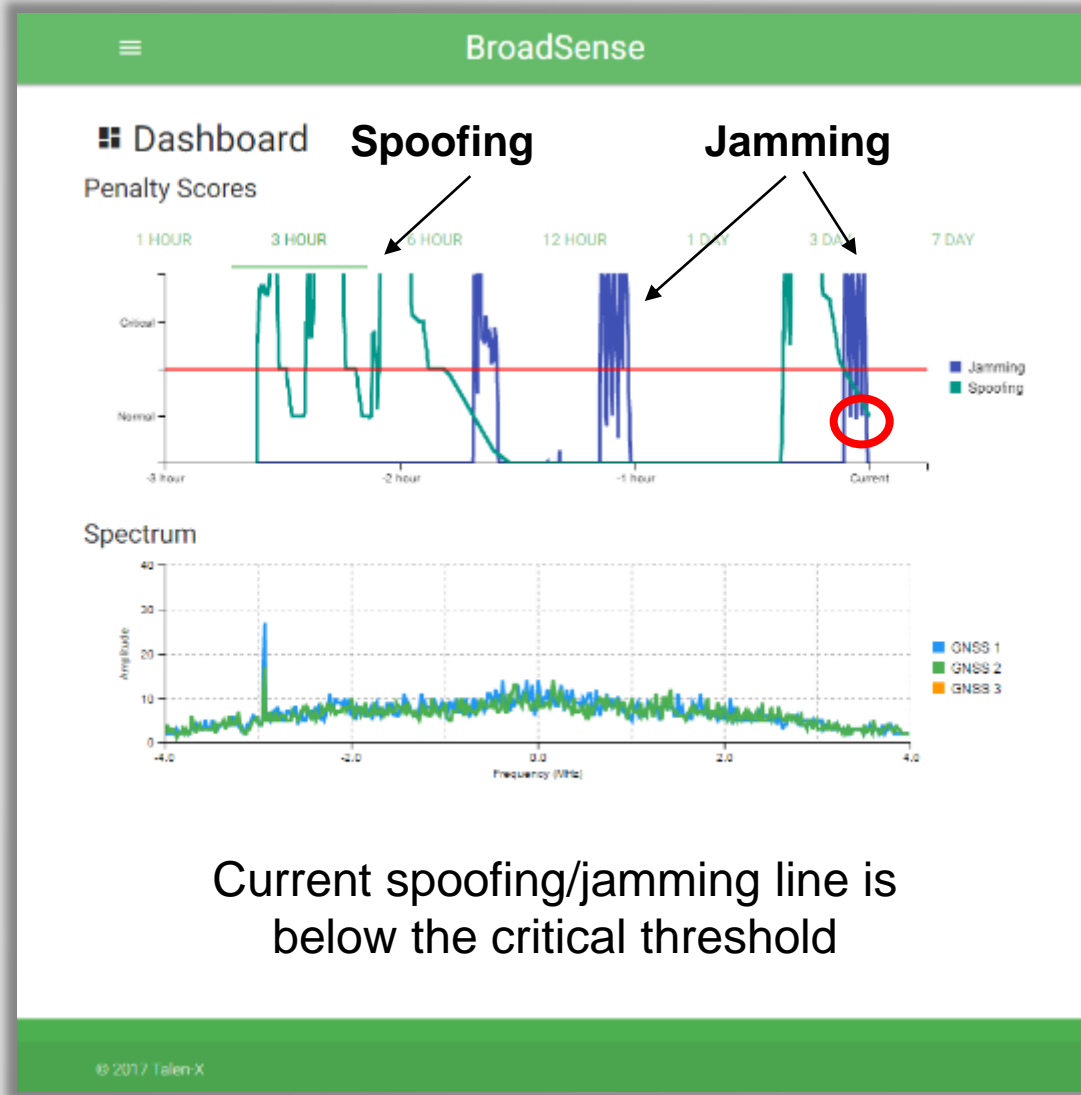 BroadSense
Dashboard
Spoofing
Jamming
Penalty Scores
1 HOUR
3 HOUR
6 HOUR
12 HOUR
1 DAY
3 DAY
7 DAY
Critical
Normal
Jamming
Spoofing
-3 hour
-2 hour
-1 hour
Current
Spectrum
40
30
20
10
0
Amplitude
-4.0
-2.0
0.0
2.0
4.0
Frequency (MHz)
GNSS 1
GNSS 2
GNSS 3
Current spoofing/jamming line is
below the critical threshold
© 2017 Talen-X